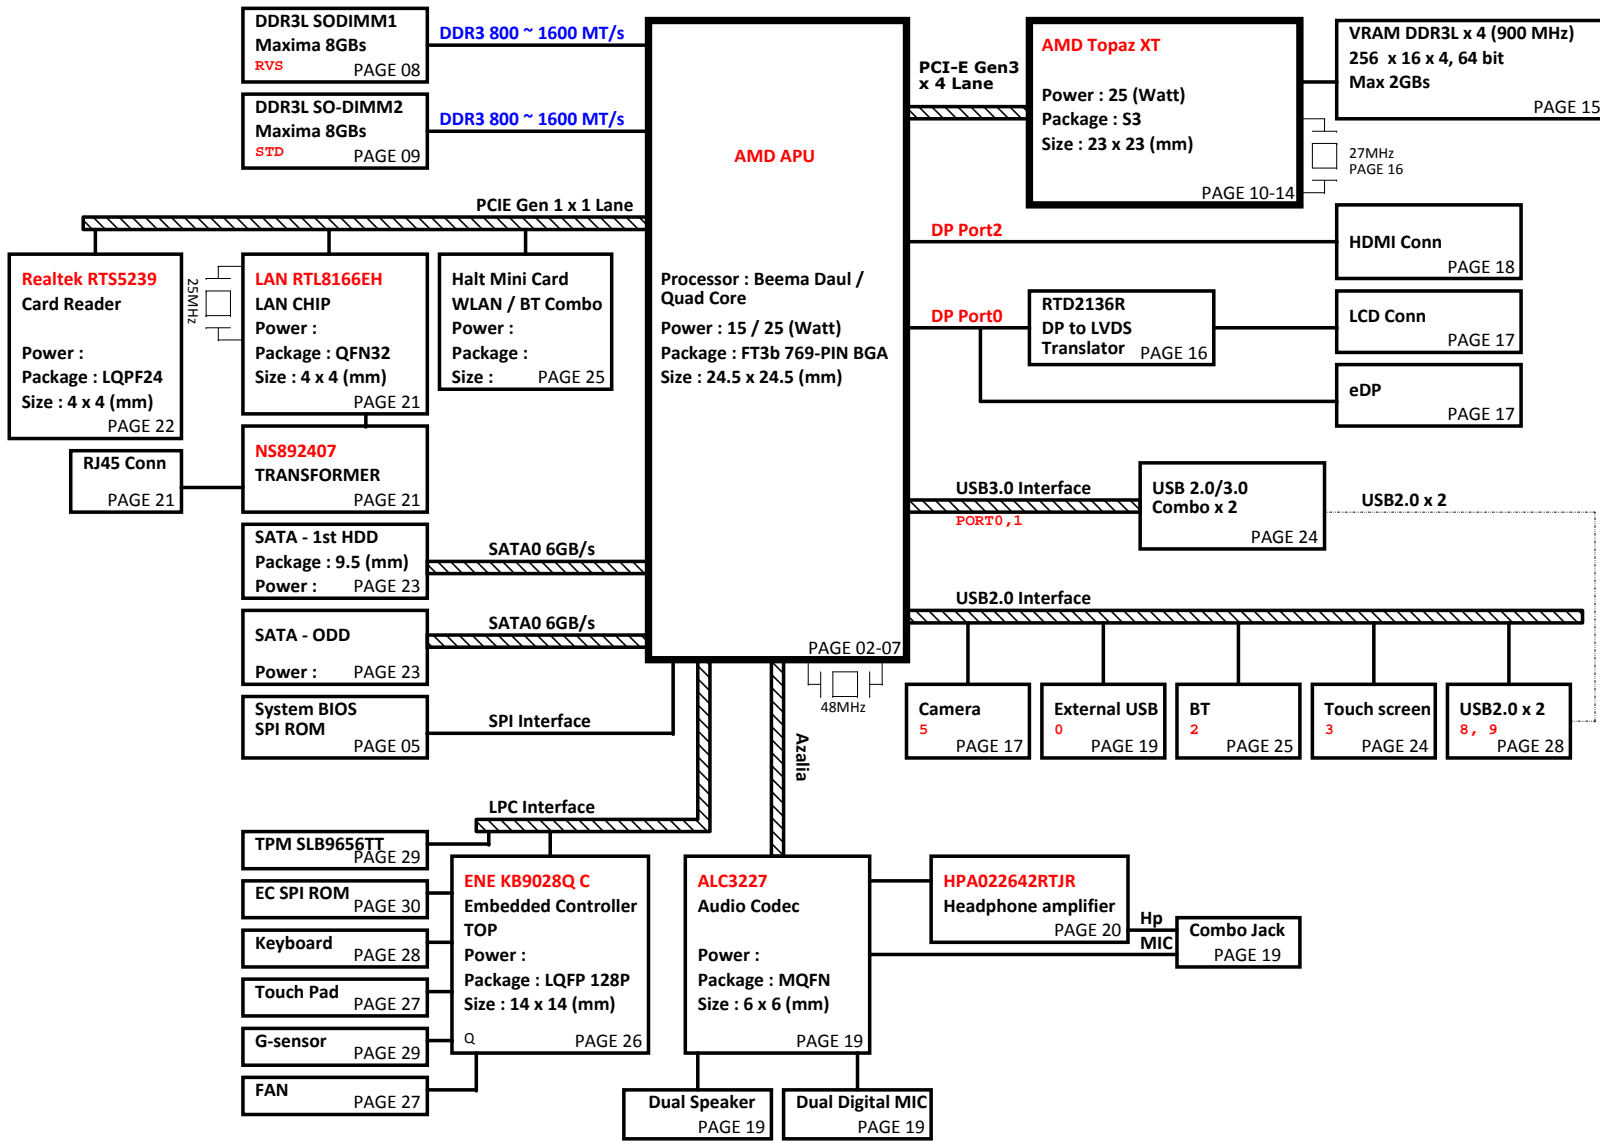 DDR3L SODIMM1
Maxima 8GBs
RVS
PAGE 08
DDR3 800 ~ 1600 MT/s
DDR3L SO-DIMM2
Maxima 8GBs
STD
PAGE 09
DDR3 800 ~ 1600 MT/s
AMD APU
Processor : Beema Daul /
Quad Core
Power : 15 / 25 (Watt)
Package : FT3b 769-PIN BGA
Size : 24.5 x 24.5 (mm)
PAGE 02-07
48MHz
PCI-E Gen3
x 4 Lane
AMD Topaz XT
Power : 25 (Watt)
Package : S3
Size : 23 x 23 (mm)
PAGE 10-14
VRAM DDR3L x 4 (900 MHz)
256 x 16 x 4, 64 bit
Max 2GBs
PAGE 15
27MHz
PAGE 16
PCIE Gen 1 x 1 Lane
Realtek RTS5239
Card Reader
Power :
Package : LQPF24
Size : 4 x 4 (mm)
PAGE 22
25MHz
LAN RTL8166EH
LAN CHIP
Power :
Package : QFN32
Size : 4 x 4 (mm)
PAGE 21
Halt Mini Card
WLAN / BT Combo
Power :
Package :
Size :
PAGE 25
DP Port2
HDMI Conn
PAGE 18
DP Port0
RTD2136R
DP to LVDS
Translator
PAGE 16
LCD Conn
PAGE 17
eDP
PAGE 17
RJ45 Conn
PAGE 21
NS892407
TRANSFORMER
PAGE 21
SATA - 1st HDD
Package : 9.5 (mm)
Power :
PAGE 23
SATA0 6GB/s
SATA - ODD
Power :
PAGE 23
SATA0 6GB/s
System BIOS
SPI ROM
PAGE 05
SPI Interface
USB3.0 Interface
PORT0,1
USB 2.0/3.0
Combo x 2
PAGE 24
USB2.0 x 2
USB2.0 Interface
Camera
5
PAGE 17
External USB
0
PAGE 19
BT
2
PAGE 25
Touch screen
3
PAGE 24
USB2.0 x 2
8, 9
PAGE 28
Azalia
LPC Interface
TPM SLB9656TT
PAGE 29
EC SPI ROM
PAGE 30
Keyboard
PAGE 28
Touch Pad
PAGE 27
G-sensor
PAGE 29
FAN
PAGE 27
ENE KB9028Q C
Embedded Controller
TOP
Power :
Package : LQFP 128P
Size : 14 x 14 (mm)
Q
PAGE 26
ALC3227
Audio Codec
Power :
Package : MQFN
Size : 6 x 6 (mm)
PAGE 19
HPA022642RTJR
Headphone amplifier
PAGE 20
Hp
MIC
Combo Jack
PAGE 19
Dual Speaker
PAGE 19
Dual Digital MIC
PAGE 19